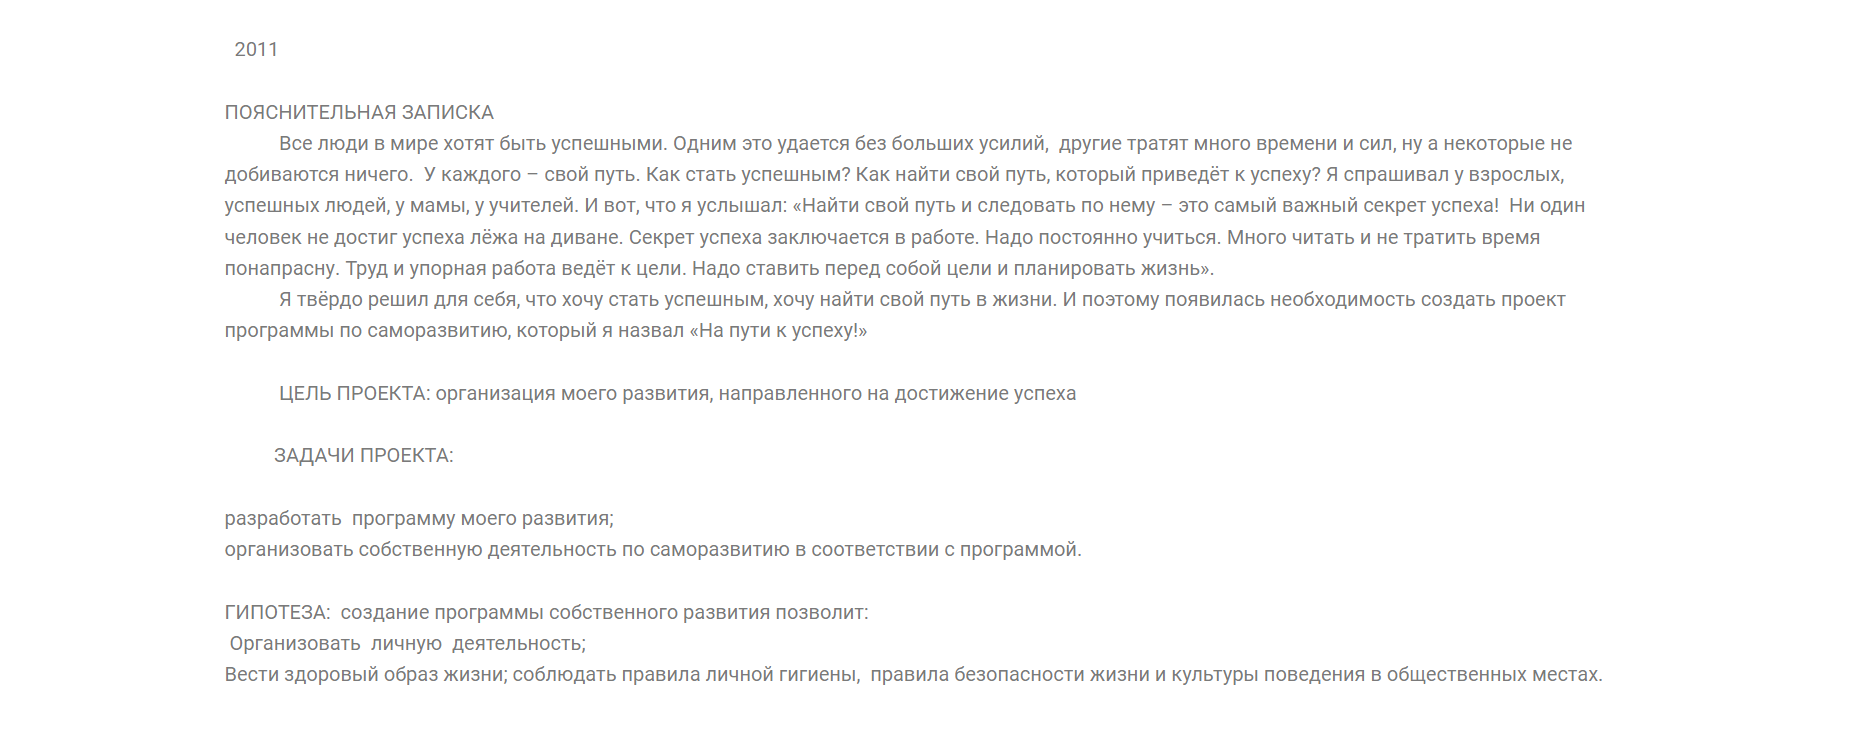 2011
ПОЯСНИТЕЛЬНАЯ ЗАПИСКА
Все люди в мире хотят быть успешными. Одним это удается без больших усилий,  другие тратят много времени и сил, ну а некоторые не
добиваются ничего.  У каждого – свой путь. Как стать успешным? Как найти свой путь, который приведёт к успеху? Я спрашивал у взрослых,
успешных людей, у мамы, у учителей. И вот, что я услышал: «Найти свой путь и следовать по нему – это самый важный секрет успеха!  Ни один
человек не достиг успеха лёжа на диване. Секрет успеха заключается в работе. Надо постоянно учиться. Много читать и не тратить время
понапрасну. Труд и упорная работа ведёт к цели. Надо ставить перед собой цели и планировать жизнь».
Я твёрдо решил для себя, что хочу стать успешным, хочу найти свой путь в жизни. И поэтому появилась необходимость создать проект
программы по саморазвитию, который я назвал «На пути к успеху!»
ЦЕЛЬ ПРОЕКТА: организация моего развития, направленного на достижение успеха
ЗАДАЧИ ПРОЕКТА:
разработать  программу моего развития;
организовать собственную деятельность по саморазвитию в соответствии с программой.
ГИПОТЕЗА:  создание программы собственного развития позволит:
Организовать  личную  деятельность;
Вести здоровый образ жизни; соблюдать правила личной гигиены,  правила безопасности жизни и культуры поведения в общественных местах.